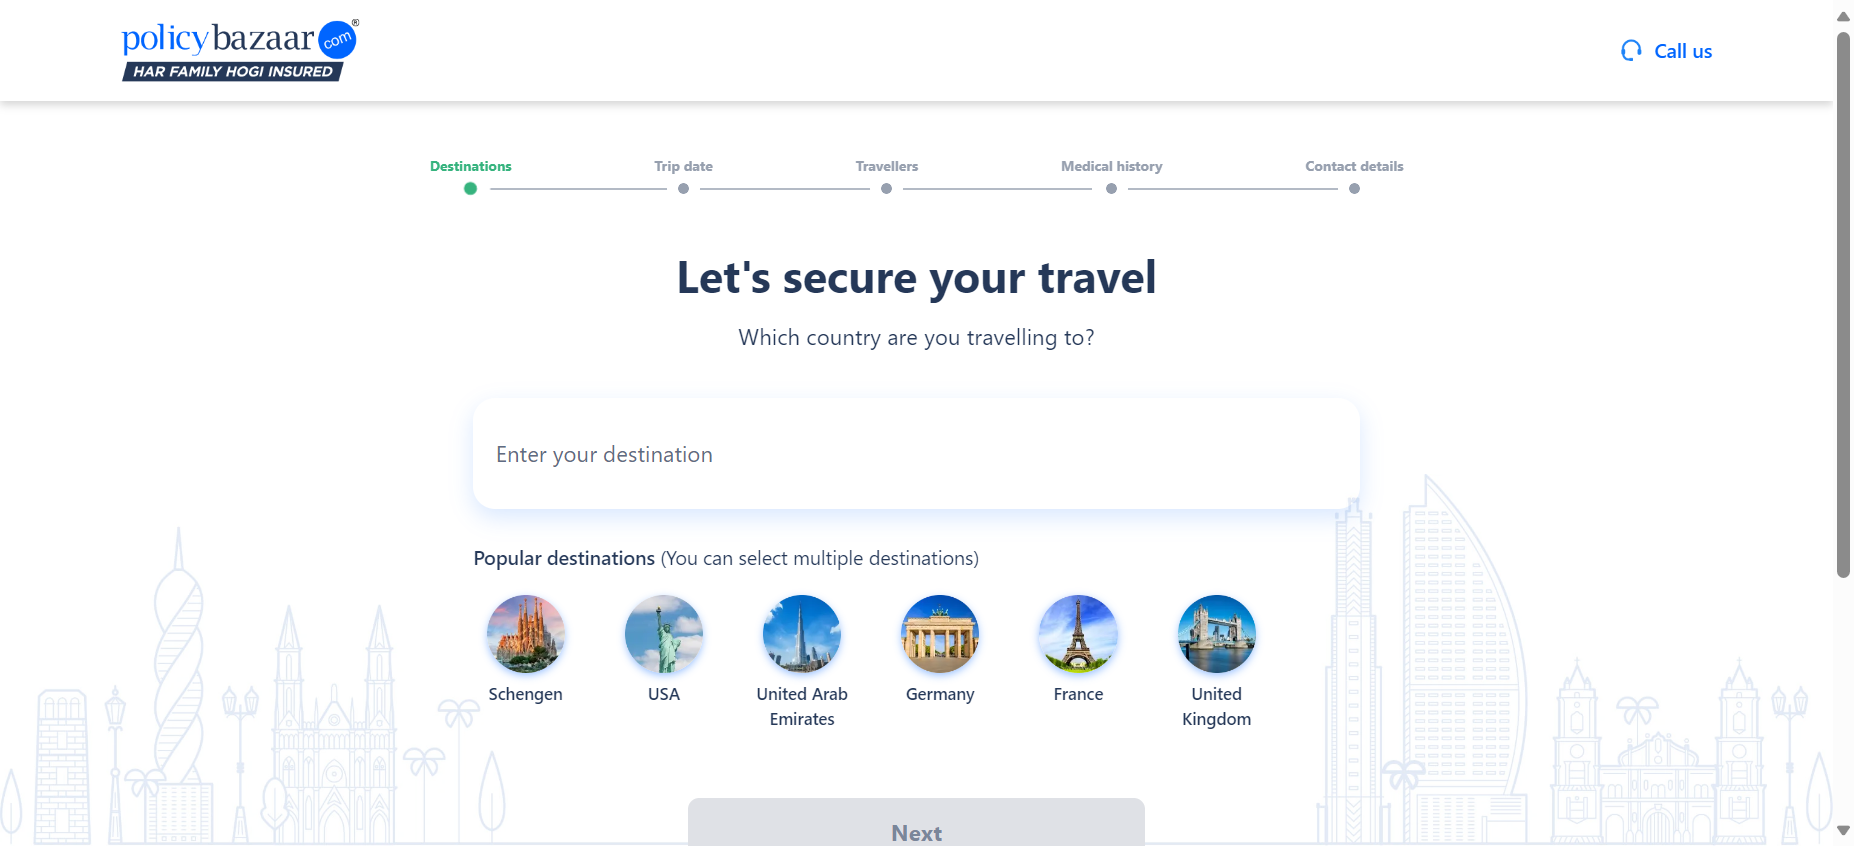 policybazaar com ®
HAR FAMILY HOGI INSURED
Call us
Destinations
Trip date
Travellers
Medical history
Contact details
Let's secure your travel
Which country are you travelling to?
Enter your destination
Popular destinations (You can select multiple destinations)
Schengen
USA
United Arab
Emirates
Germany
France
United
Kingdom
Next